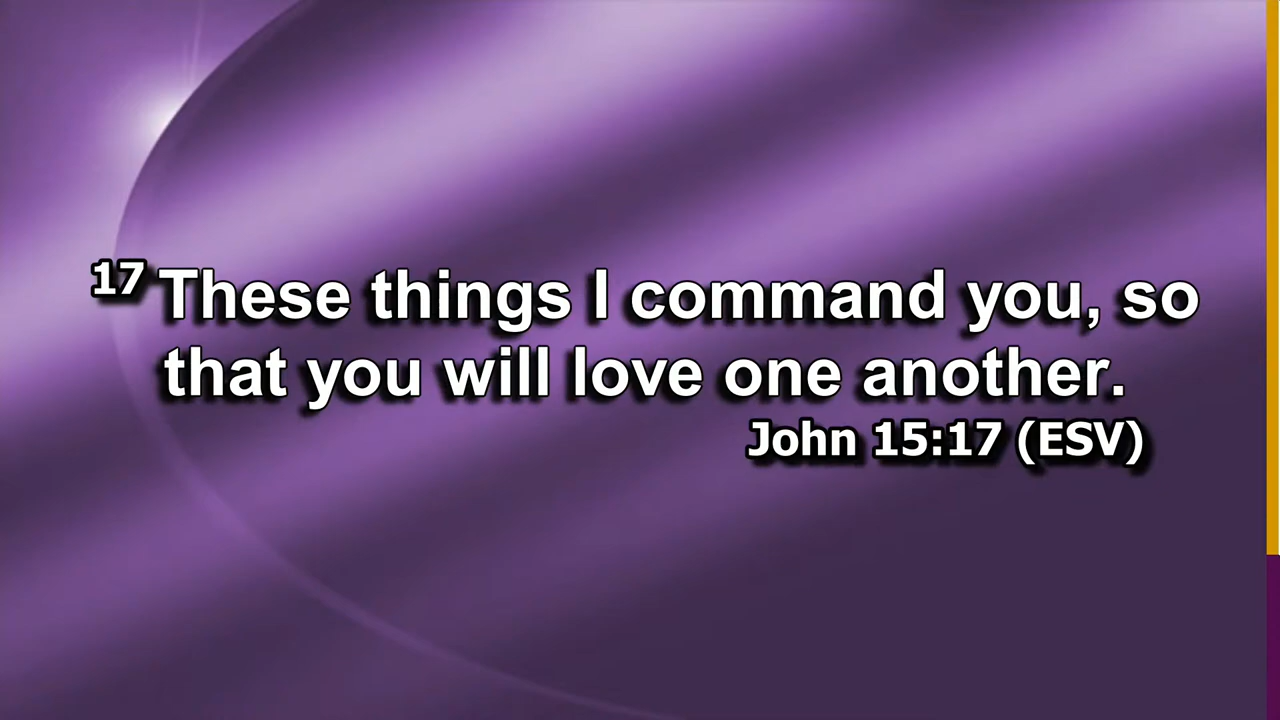 17 These things I command you, so
that you will love one another.
John 15:17 (ESV)